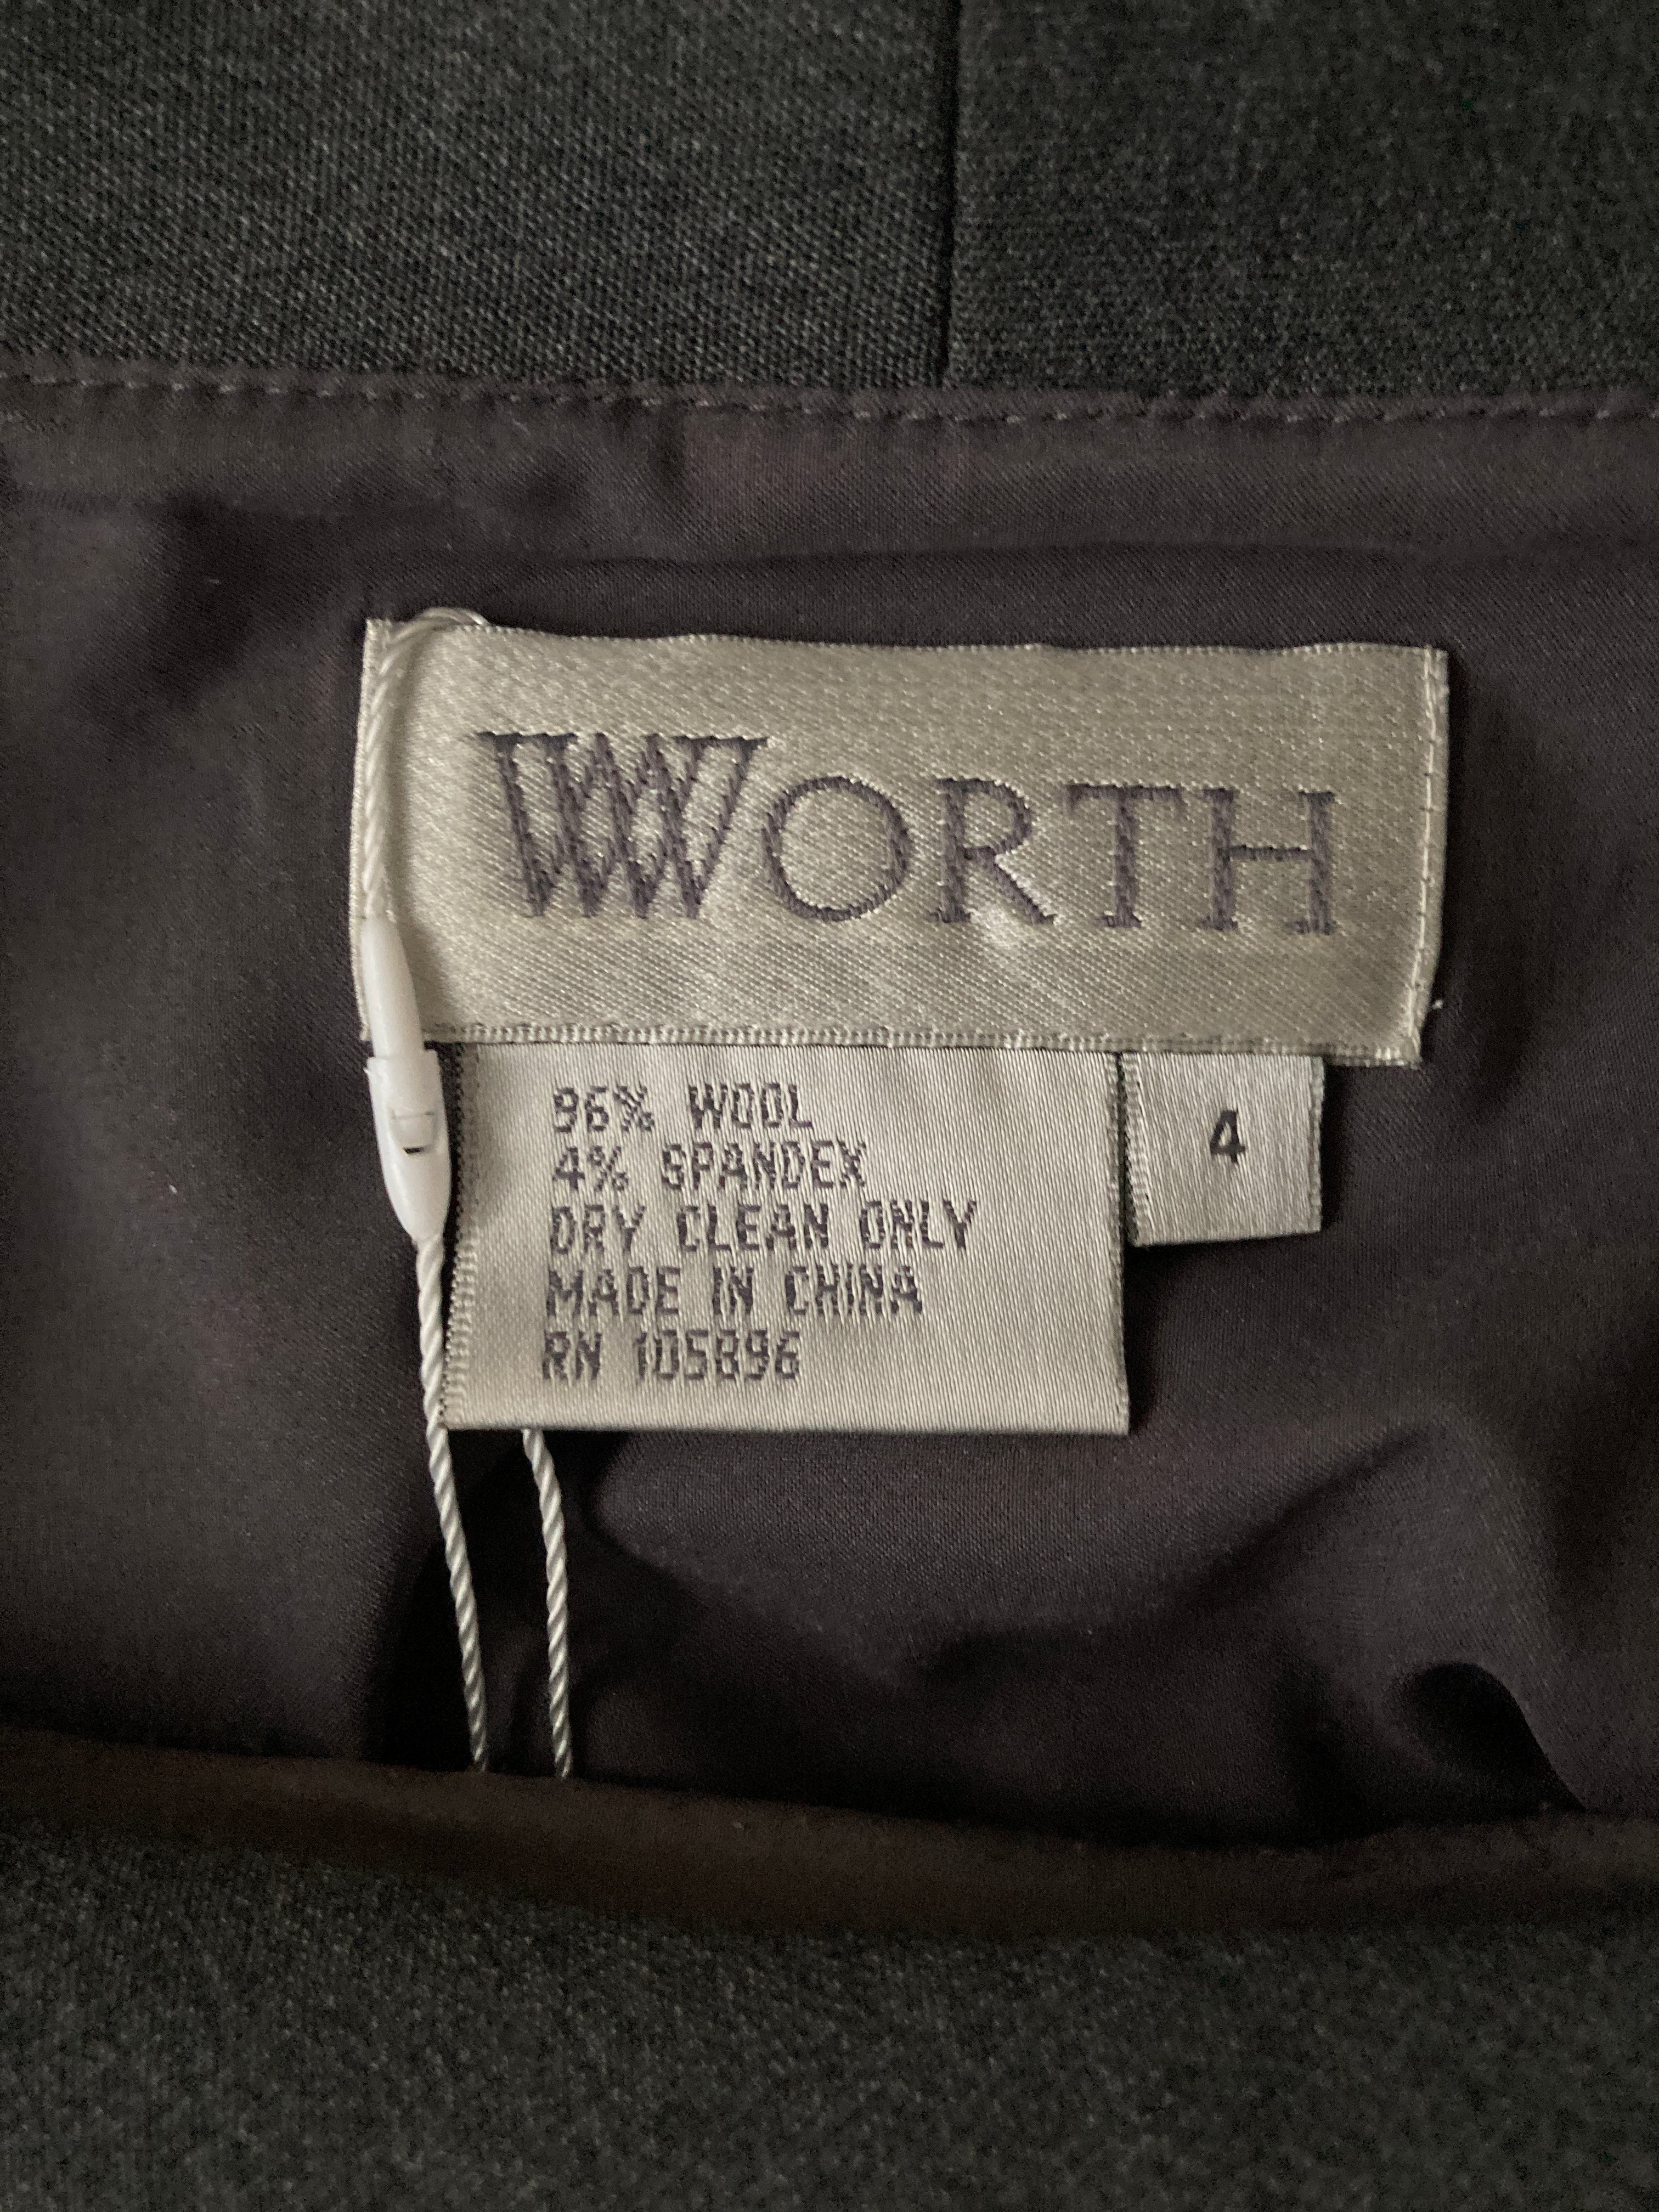 WORTH
96% WOOL
4% SPANDEX
DRY CLEAN ONLY
MADE IN CHINA
RN 105896
4